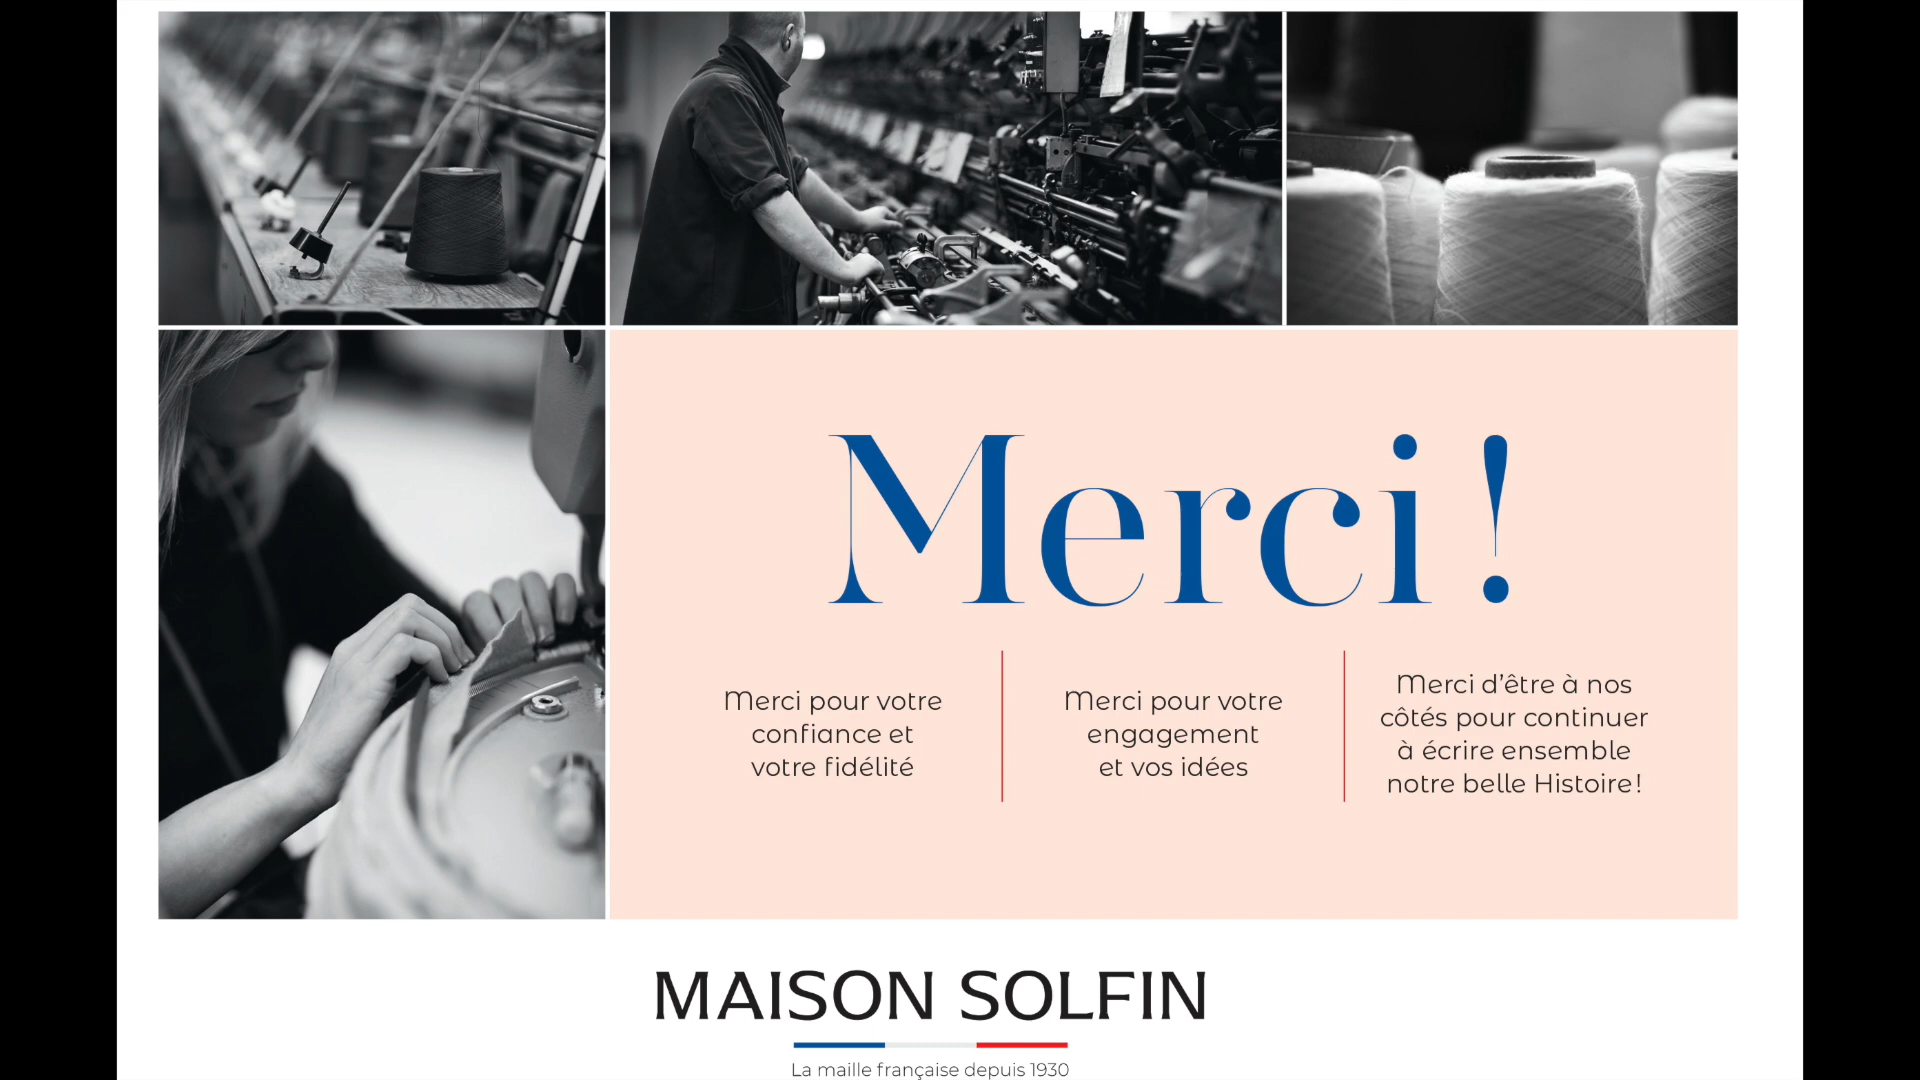 Merci !
Merci pour votre
confiance et
votre fidélité
Merci pour votre
engagement
et vos idées
Merci d’être à nos
côtés pour continuer
à écrire ensemble
notre belle Histoire !
MAISON SOLFIN
La maille française depuis 1930